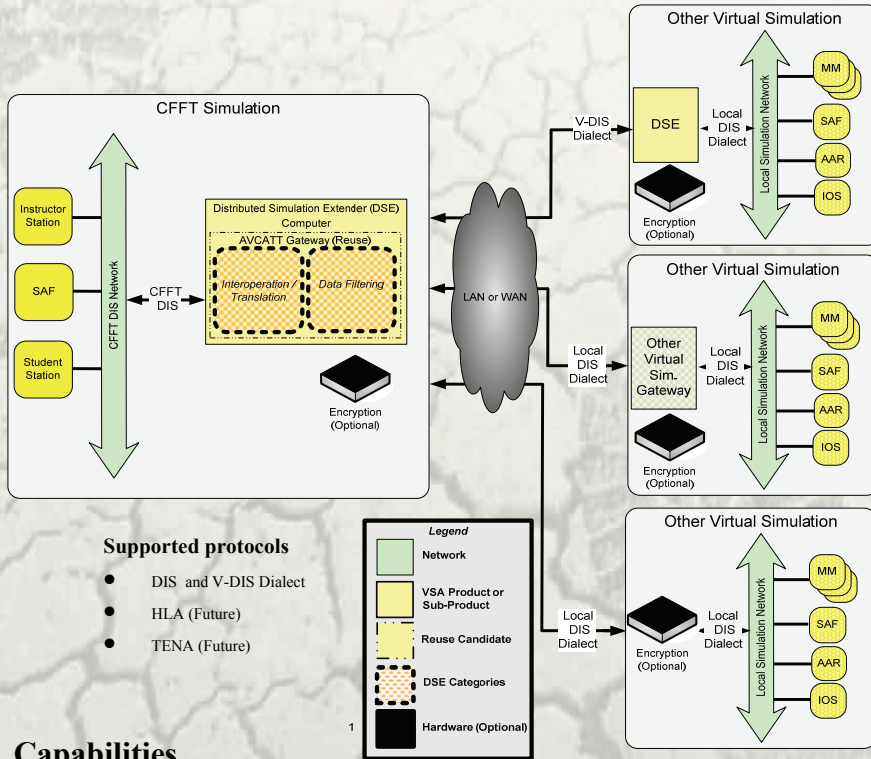 CFFT Simulation
Instructor
Station
SAF
Student
Station
CFFT DIS Network
CFFT
DIS
Distributed Simulation Extender (DSE)
Computer
AVCATT Gateway (Reuse)
Interoperation /
Translation
Data Filtering
Encryption
(Optional)
LAN or WAN
V-DIS
Dialect
Local
DIS
Dialect
Local
DIS
Dialect
Other Virtual Simulation
DSE
Encryption
(Optional)
Local
DIS
Dialect
Local Simulation Network
MM
SAF
AAR
IOS
Other Virtual Simulation
Other
Virtual
Sim.
Gateway
Encryption
(Optional)
Local
DIS
Dialect
Local Simulation Network
MM
SAF
AAR
IOS
Other Virtual Simulation
Encryption
(Optional)
Local
DIS
Dialect
Local Simulation Network
MM
SAF
AAR
IOS
Supported protocols
● DIS and V-DIS Dialect
● HLA (Future)
● TENA (Future)
Legend
Network
VSA Product or
Sub-Product
Reuse Candidate
DSE Categories
Hardware (Optional)
1
Capabilities